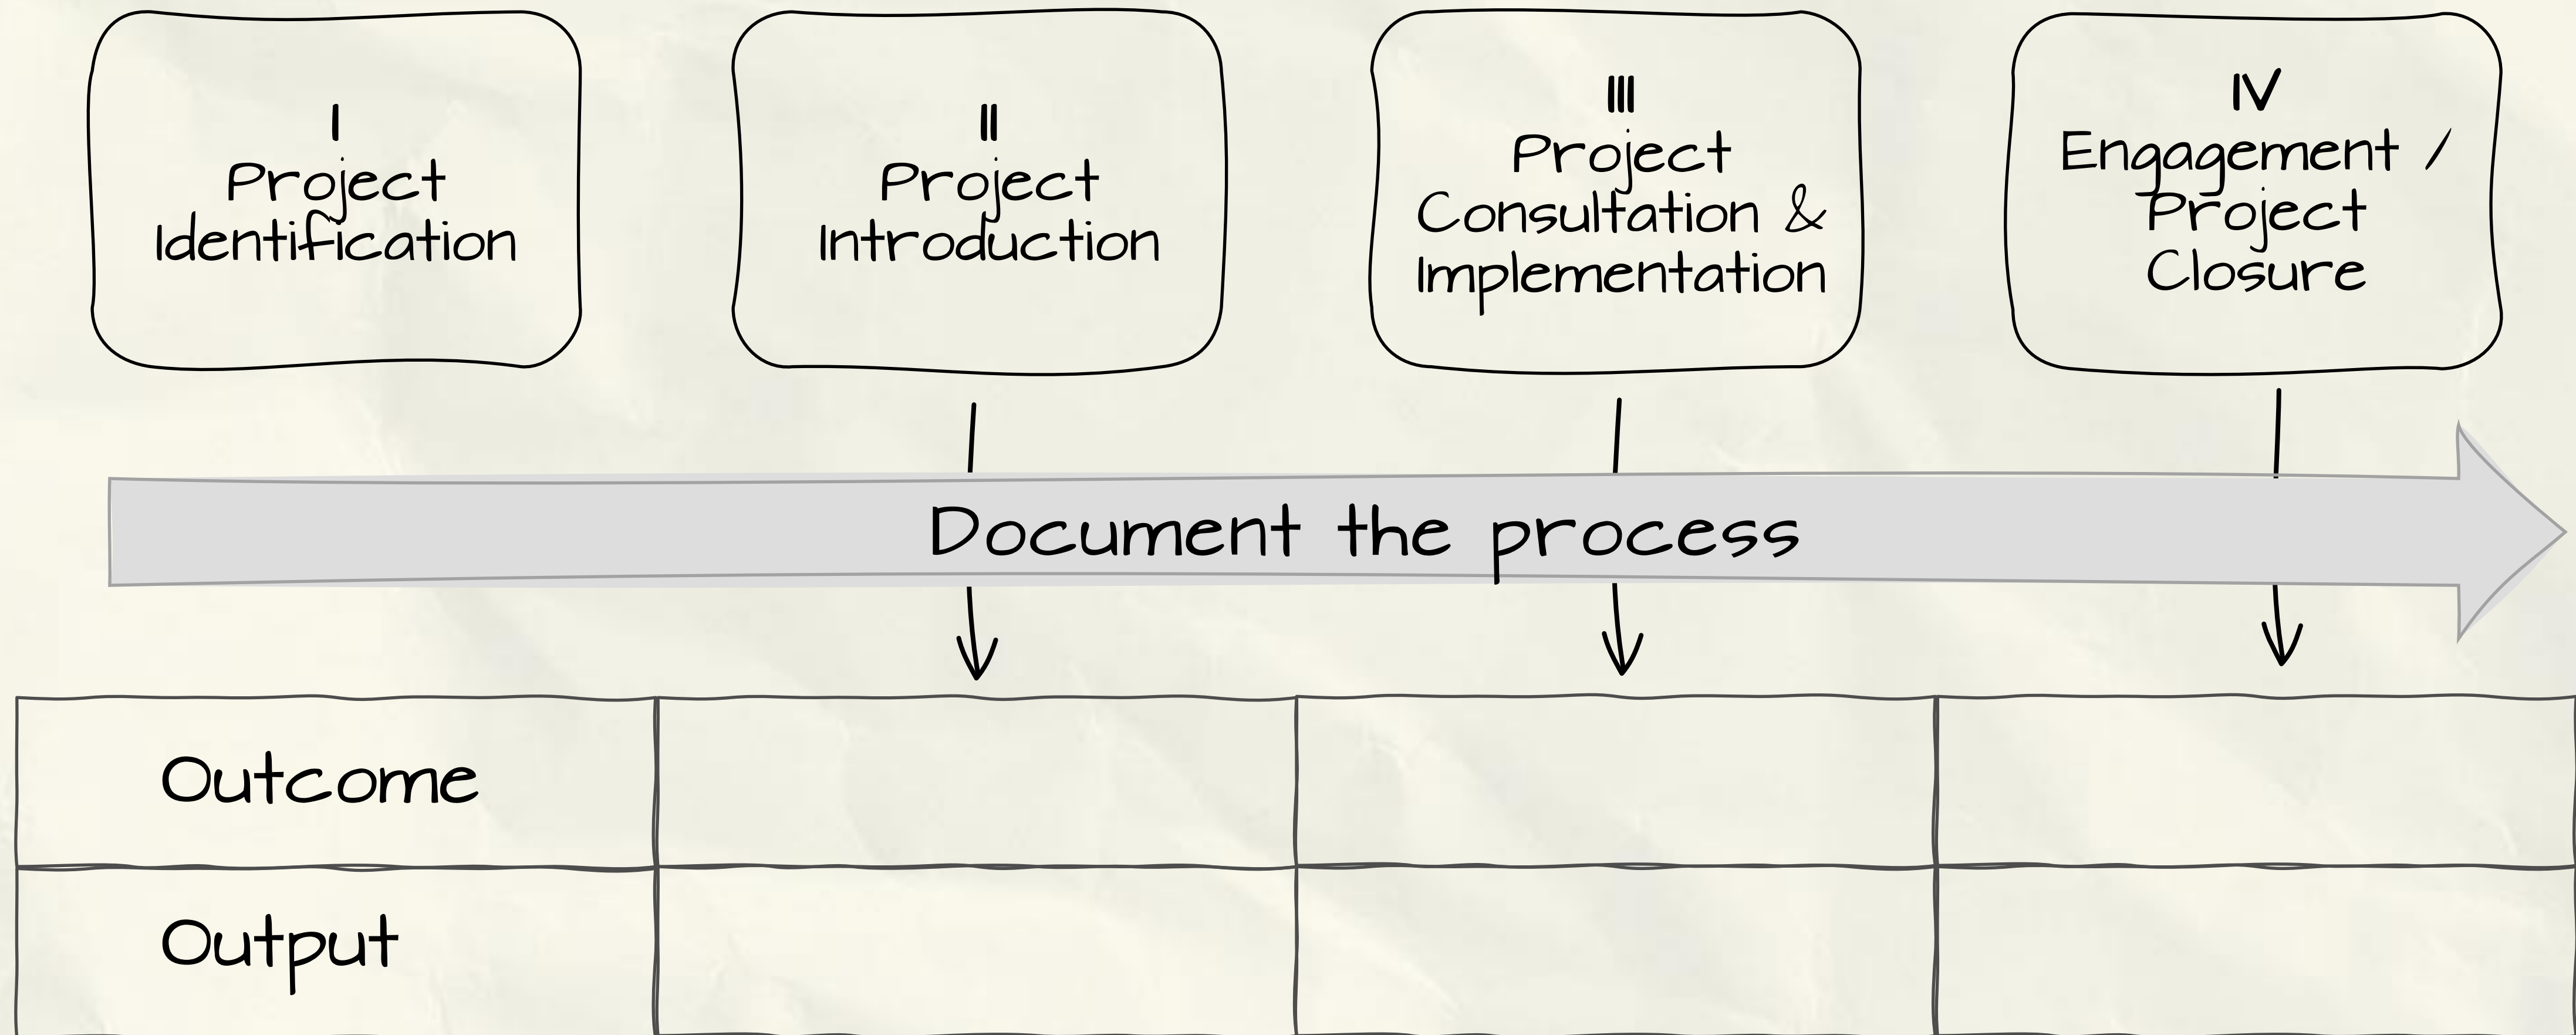 I
Project
Identification
II
Project
Introduction
III
Project
Consultation &
Implementation
IV
Engagement /
Project
Closure
Document the process
Outcome
Output